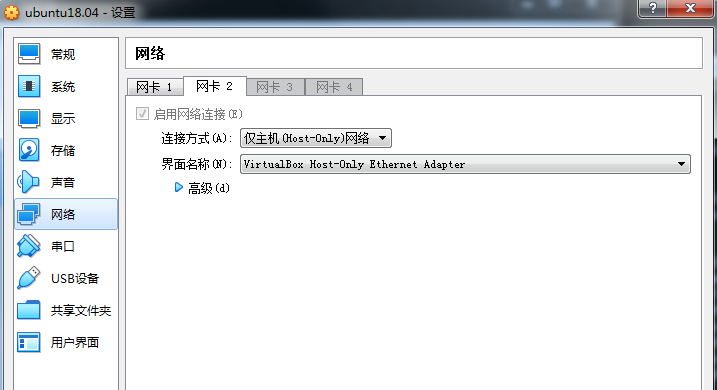 ubuntu18.04 - 设置
常规
系统
显示
存储
声音
网络
串口
USB设备
共享文件夹
用户界面
网络
网卡 1 网卡 2 网卡 3 网卡 4
启用网络连接(E)
连接方式(A): 仅主机(Host-Only)网络
界面名称(N): VirtualBox Host-Only Ethernet Adapter
高级(d)